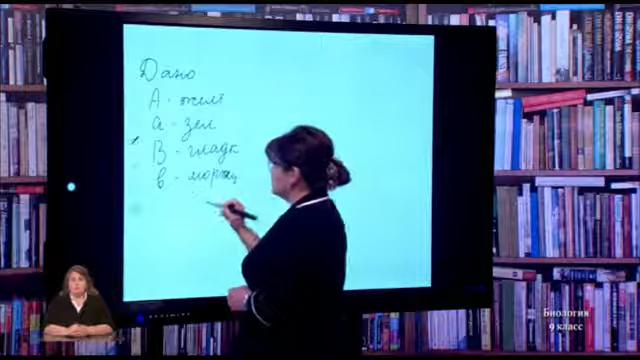 Дано
A - желт
a - зел
B - гладк
в - морщ
Биология
9 класс